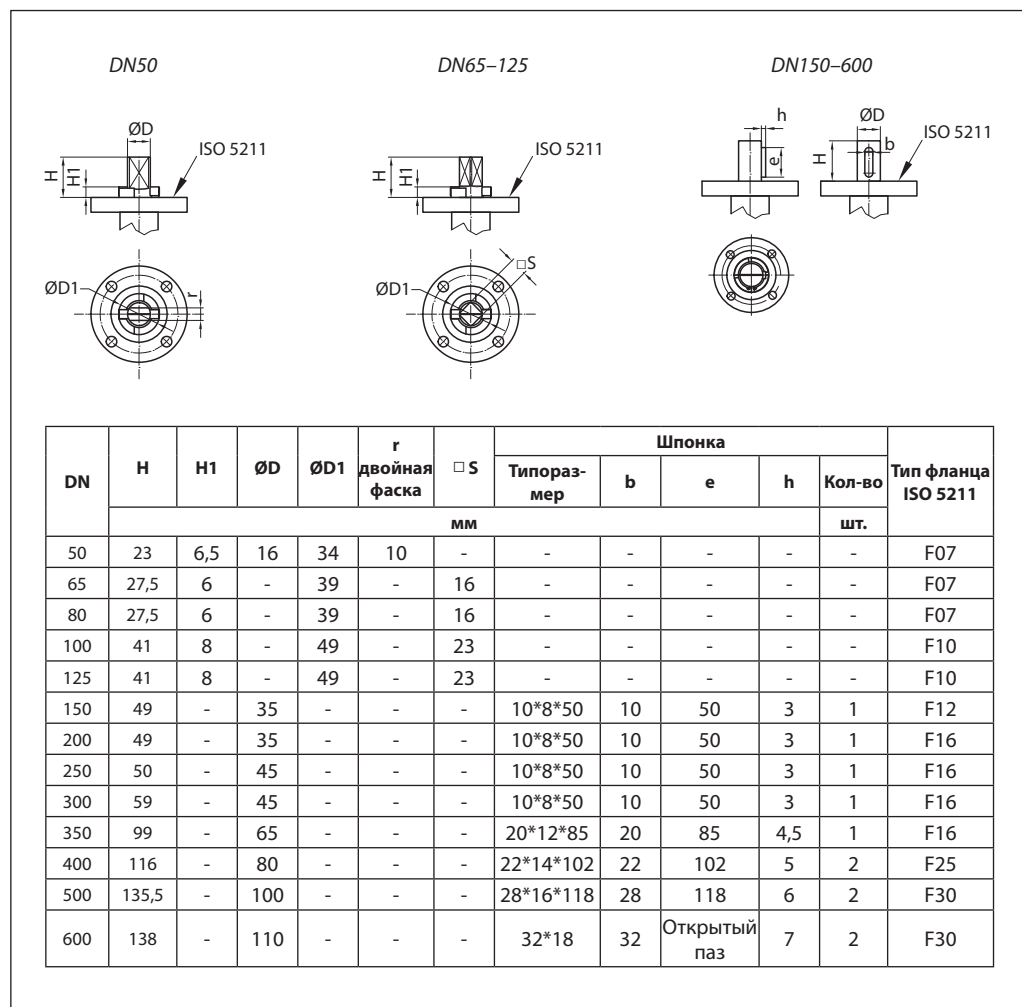 DN50 DN65–125 DN150–600
ØD h ØD
ISO 5211 ISO 5211 ISO 5211
H H1 H H1 e H b
□S
ØD1 r ØD1
DN H H1 ØD ØD1 r двойная фаска □ S Шпонка Тип фланца ISO 5211
Типораз-мер b e h Кол-во
мм шт.
50 23 6,5 16 34 10 - - - - - - F07
65 27,5 6 - 39 - 16 - - - - - F07
80 27,5 6 - 39 - 16 - - - - - F07
100 41 8 - 49 - 23 - - - - - F10
125 41 8 - 49 - 23 - - - - - F10
150 49 - 35 - - - 10*8*50 10 50 3 1 F12
200 49 - 35 - - - 10*8*50 10 50 3 1 F16
250 50 - 45 - - - 10*8*50 10 50 3 1 F16
300 59 - 45 - - - 10*8*50 10 50 3 1 F16
350 99 - 65 - - - 20*12*85 20 85 4,5 1 F16
400 116 - 80 - - - 22*14*102 22 102 5 2 F25
500 135,5 - 100 - - - 28*16*118 28 118 6 2 F30
600 138 - 110 - - - 32*18 32 Открытый паз 7 2 F30